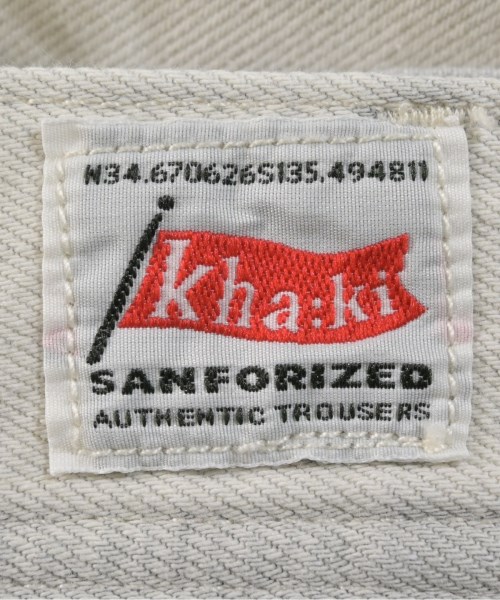 N34.670626S135.494811
kha:ki
SANFORIZED
AUTHENTIC TROUSERS